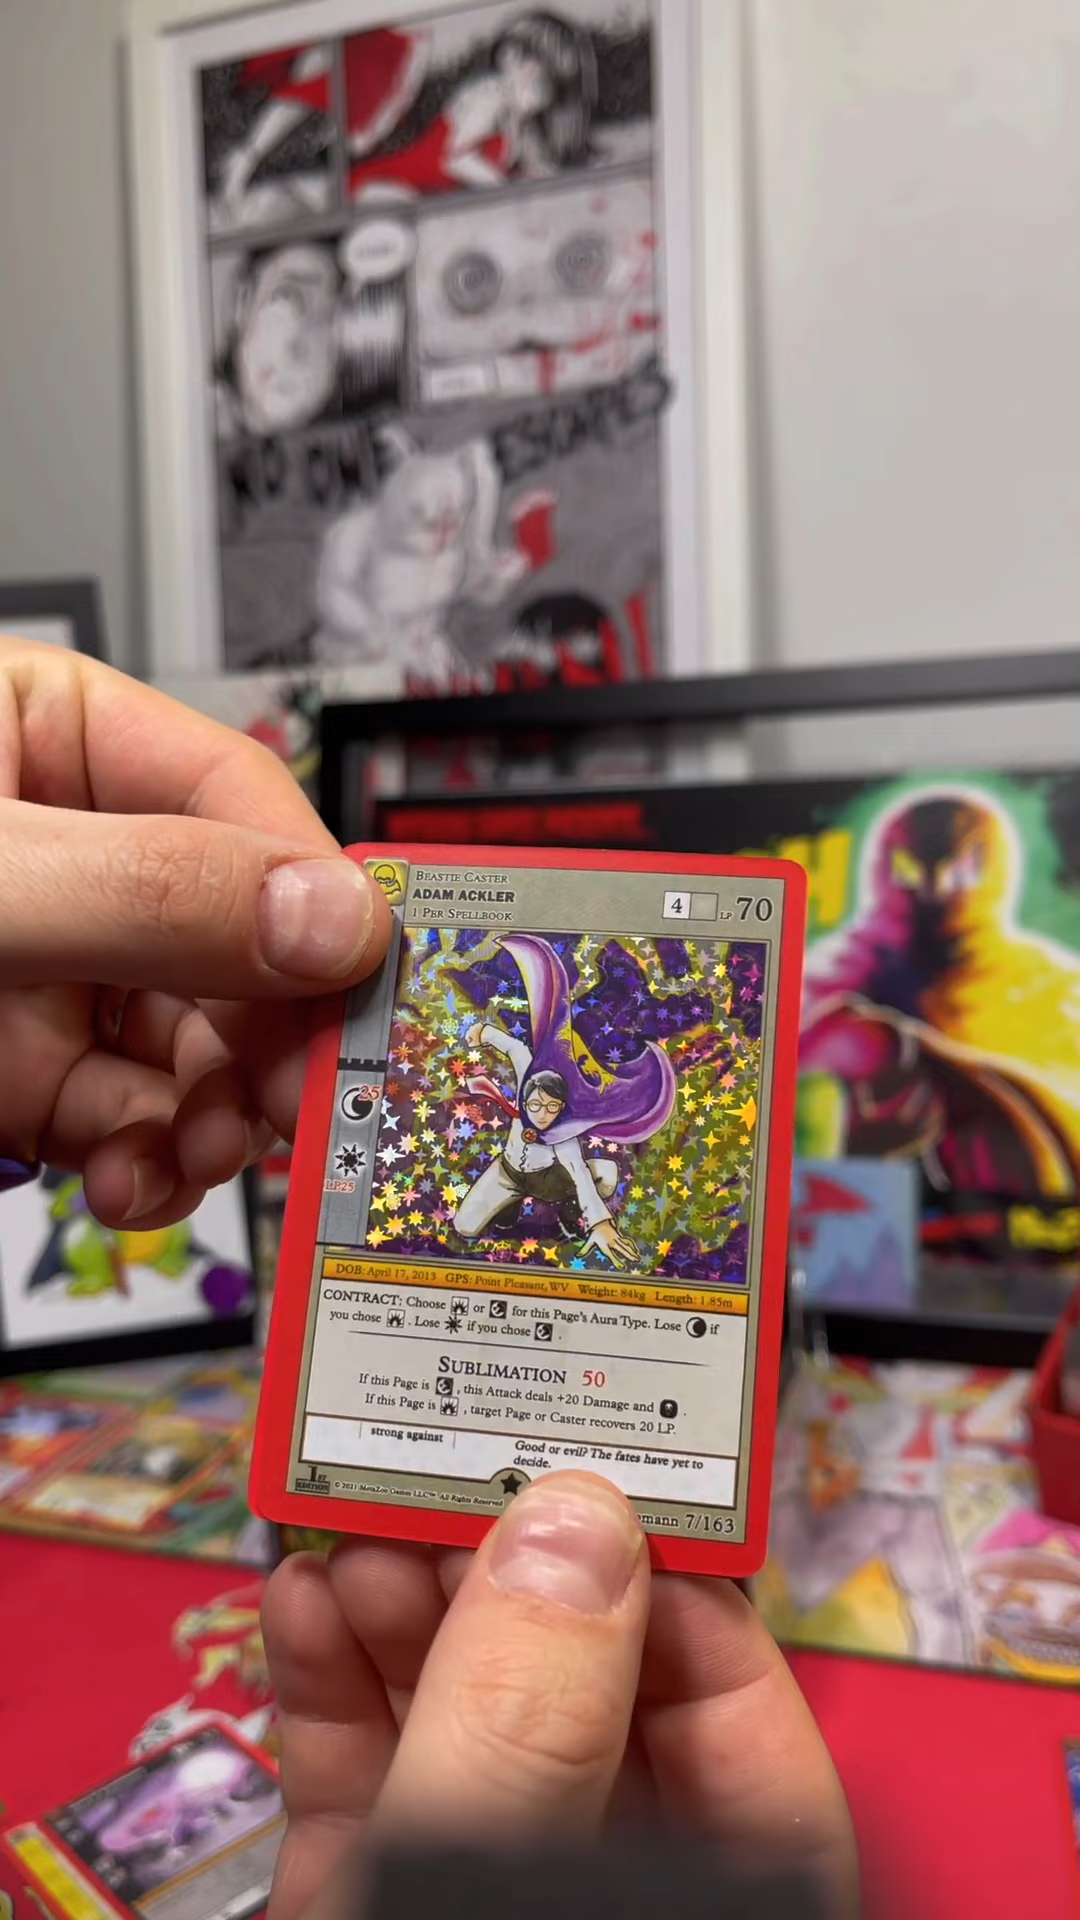 NO ONE ESCAPES
BEASTIE CASTER
ADAM ACKLER
1 PER SPELLBOOK
4
LP 70
25
LP25
DOB: April 17, 2013 GPS: Point Pleasant, WV Weight: 84kg Length: 1.85m
CONTRACT: Choose or for this Page's Aura Type. Lose if
you chose . Lose if you chose .
SUBLIMATION 50
If this Page is , this Attack deals +20 Damage and .
If this Page is , target Page or Caster recovers 20 LP.
strong against
Good or evil? The fates have yet to
decide.
1ST
EDITION
© 2021 MetaZoo Games LLC™ All Rights Reserved
mann 7/163